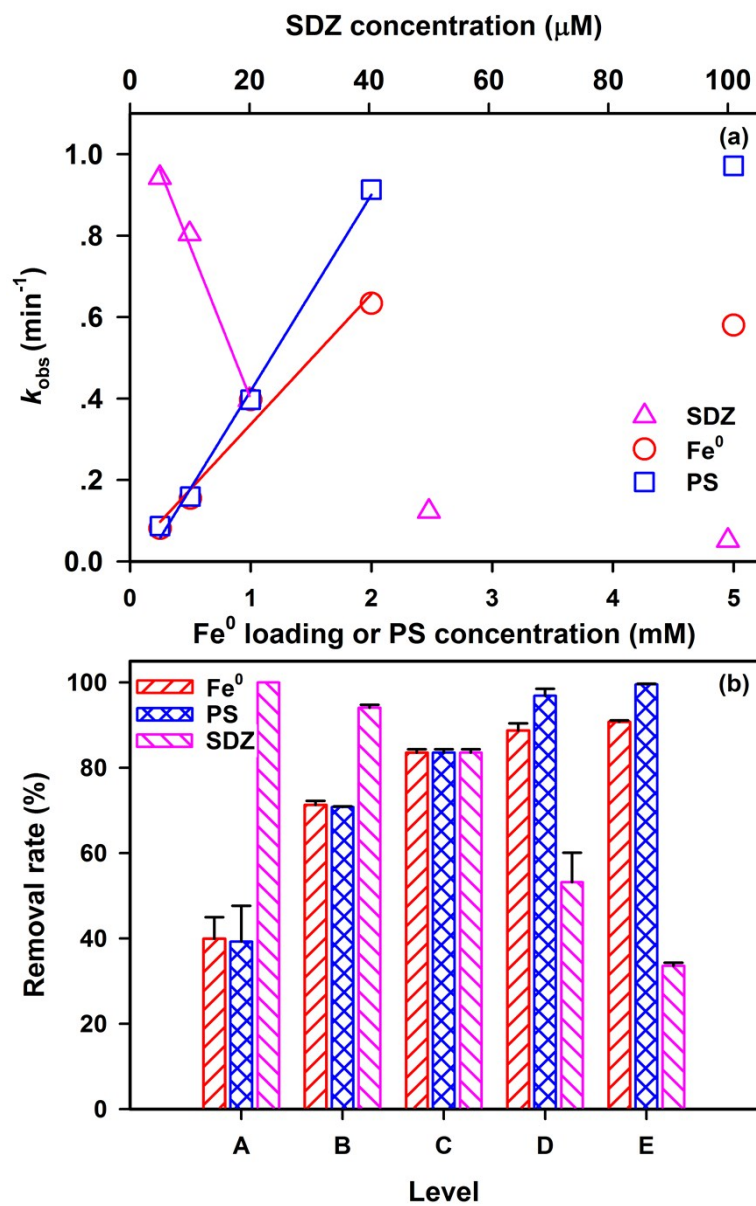 SDZ concentration (μM)
0 20 40 60 80 100
(a)
1.0
.8
.6
.4
.2
0.0
k_obs (min⁻¹)
SDZ
Fe⁰
PS
0 1 2 3 4 5
Fe⁰ loading or PS concentration (mM)
(b)
Fe⁰
PS
SDZ
100
80
60
40
20
0
Removal rate (%)
A B C D E
Level